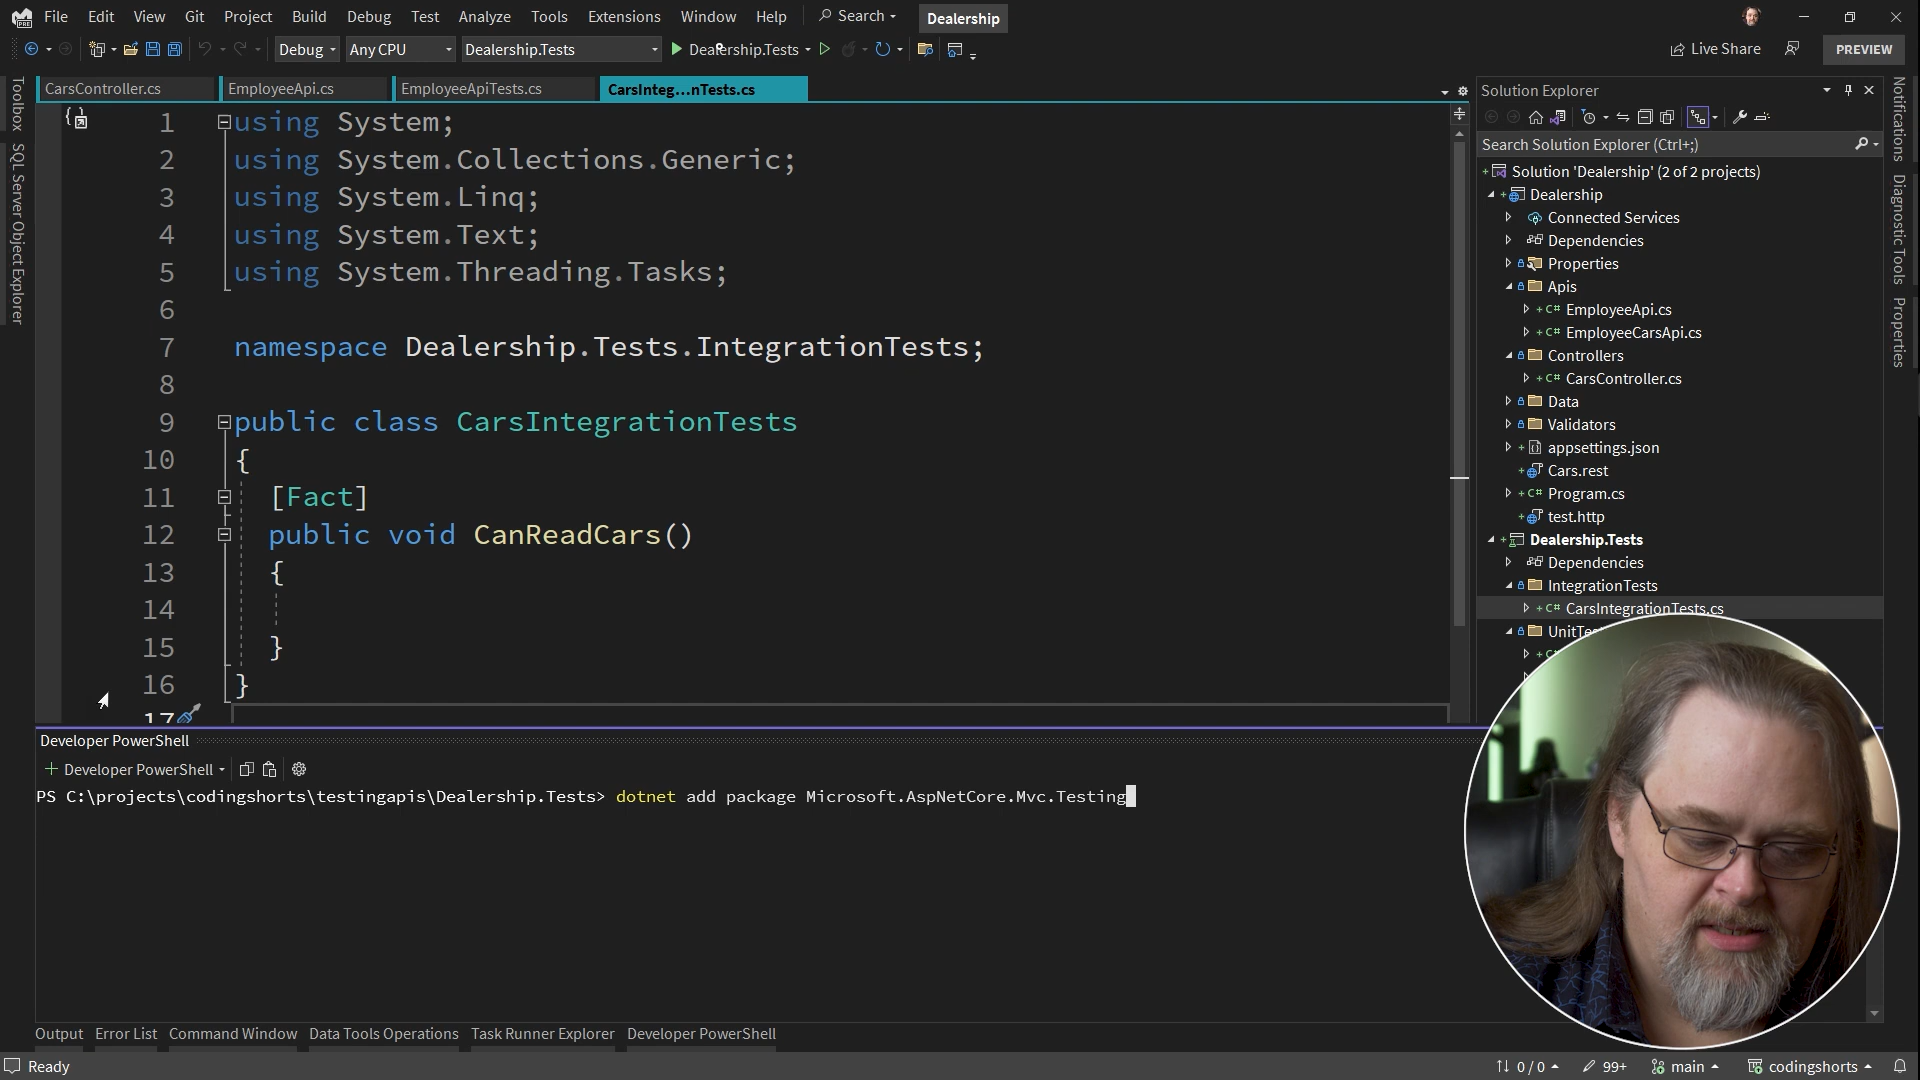 File Edit View Git Project Build Debug Test Analyze Tools Extensions Window Help Search Dealership
Debug Any CPU Dealership.Tests Dealership.Tests Live Share PREVIEW
CarsController.cs EmployeeApi.cs EmployeeApiTests.cs CarsInteg...nTests.cs
Toolbox
SQL Server Object Explorer
1 using System;
2 using System.Collections.Generic;
3 using System.Linq;
4 using System.Text;
5 using System.Threading.Tasks;
6
7 namespace Dealership.Tests.IntegrationTests;
8
9 public class CarsIntegrationTests
10 {
11 [Fact]
12 public void CanReadCars()
13 {
14
15 }
16 }
17
Solution Explorer
Search Solution Explorer (Ctrl+;)
Solution 'Dealership' (2 of 2 projects)
Dealership
Connected Services
Dependencies
Properties
Apis
EmployeeApi.cs
EmployeeCarsApi.cs
Controllers
CarsController.cs
Data
Validators
appsettings.json
Cars.rest
Program.cs
test.http
Dealership.Tests
Dependencies
IntegrationTests
CarsIntegrationTests.cs
Notifications
Diagnostic Tools
Properties
Developer PowerShell
Developer PowerShell
PS C:\projects\codingshorts\testingapis\Dealership.Tests> dotnet add package Microsoft.AspNetCore.Mvc.Testing
Output Error List Command Window Data Tools Operations Task Runner Explorer Developer PowerShell
Ready 0 / 0 99+ main codingshorts